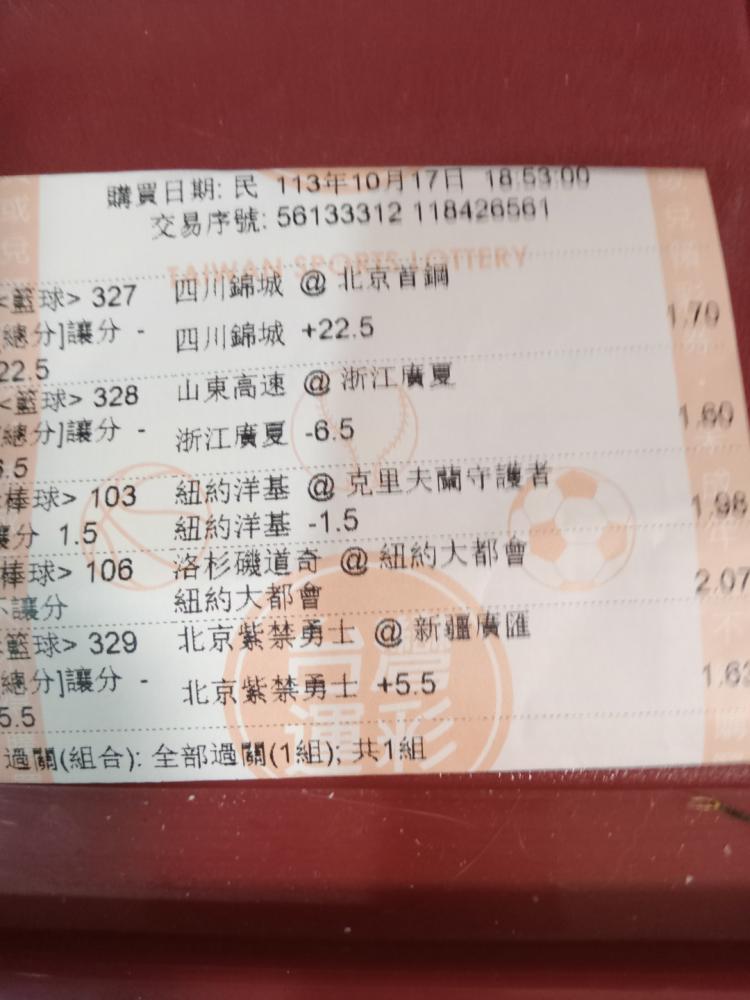 購買日期: 民 113年10月17日 18:53:00
交易序號: 56133312 118426561
TAIWAN SPORTS LOTTERY
<籃球> 327 四川錦城 @ 北京首鋼
總分]讓分 - 四川錦城 +22.5 1.70
22.5
<籃球> 328 山東高速 @ 浙江廣夏
總分]讓分 - 浙江廣夏 -6.5 1.60
6.5
棒球> 103 紐約洋基 @ 克里夫蘭守護者
讓分 1.5 紐約洋基 -1.5 1.98
棒球> 106 洛杉磯道奇 @ 紐約大都會
不讓分 紐約大都會 2.07
籃球> 329 北京紫禁勇士 @ 新疆廣匯
總分]讓分 - 北京紫禁勇士 +5.5 1.63
5.5
過關(組合): 全部過關(1組); 共1組
台灣運彩